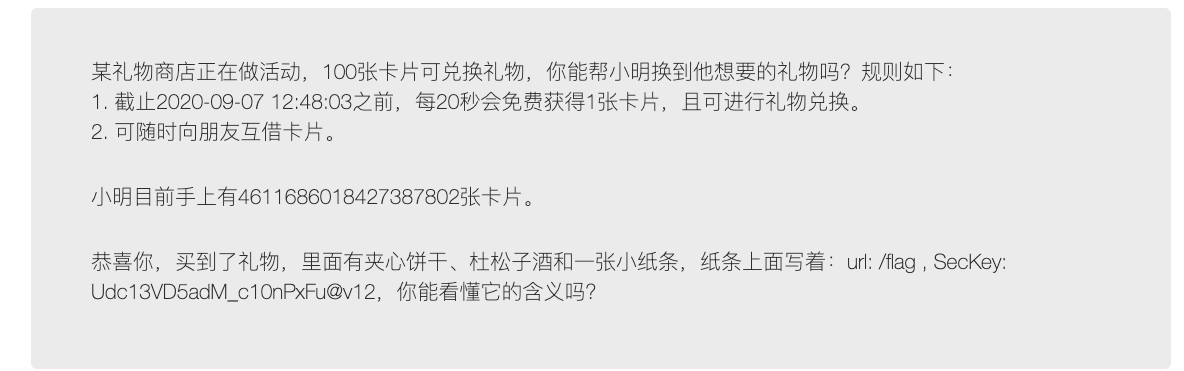 某礼物商店正在做活动，100张卡片可兑换礼物，你能帮小明换到他想要的礼物吗？规则如下：
1. 截止2020-09-07 12:48:03之前，每20秒会免费获得1张卡片，且可进行礼物兑换。
2. 可随时向朋友互借卡片。
小明目前手上有4611686018427387802张卡片。
恭喜你，买到了礼物，里面有夹心饼干、杜松子酒和一张小纸条，纸条上面写着：url: /flag , SecKey:
Udc13VD5adM_c10nPxFu@v12，你能看懂它的含义吗？